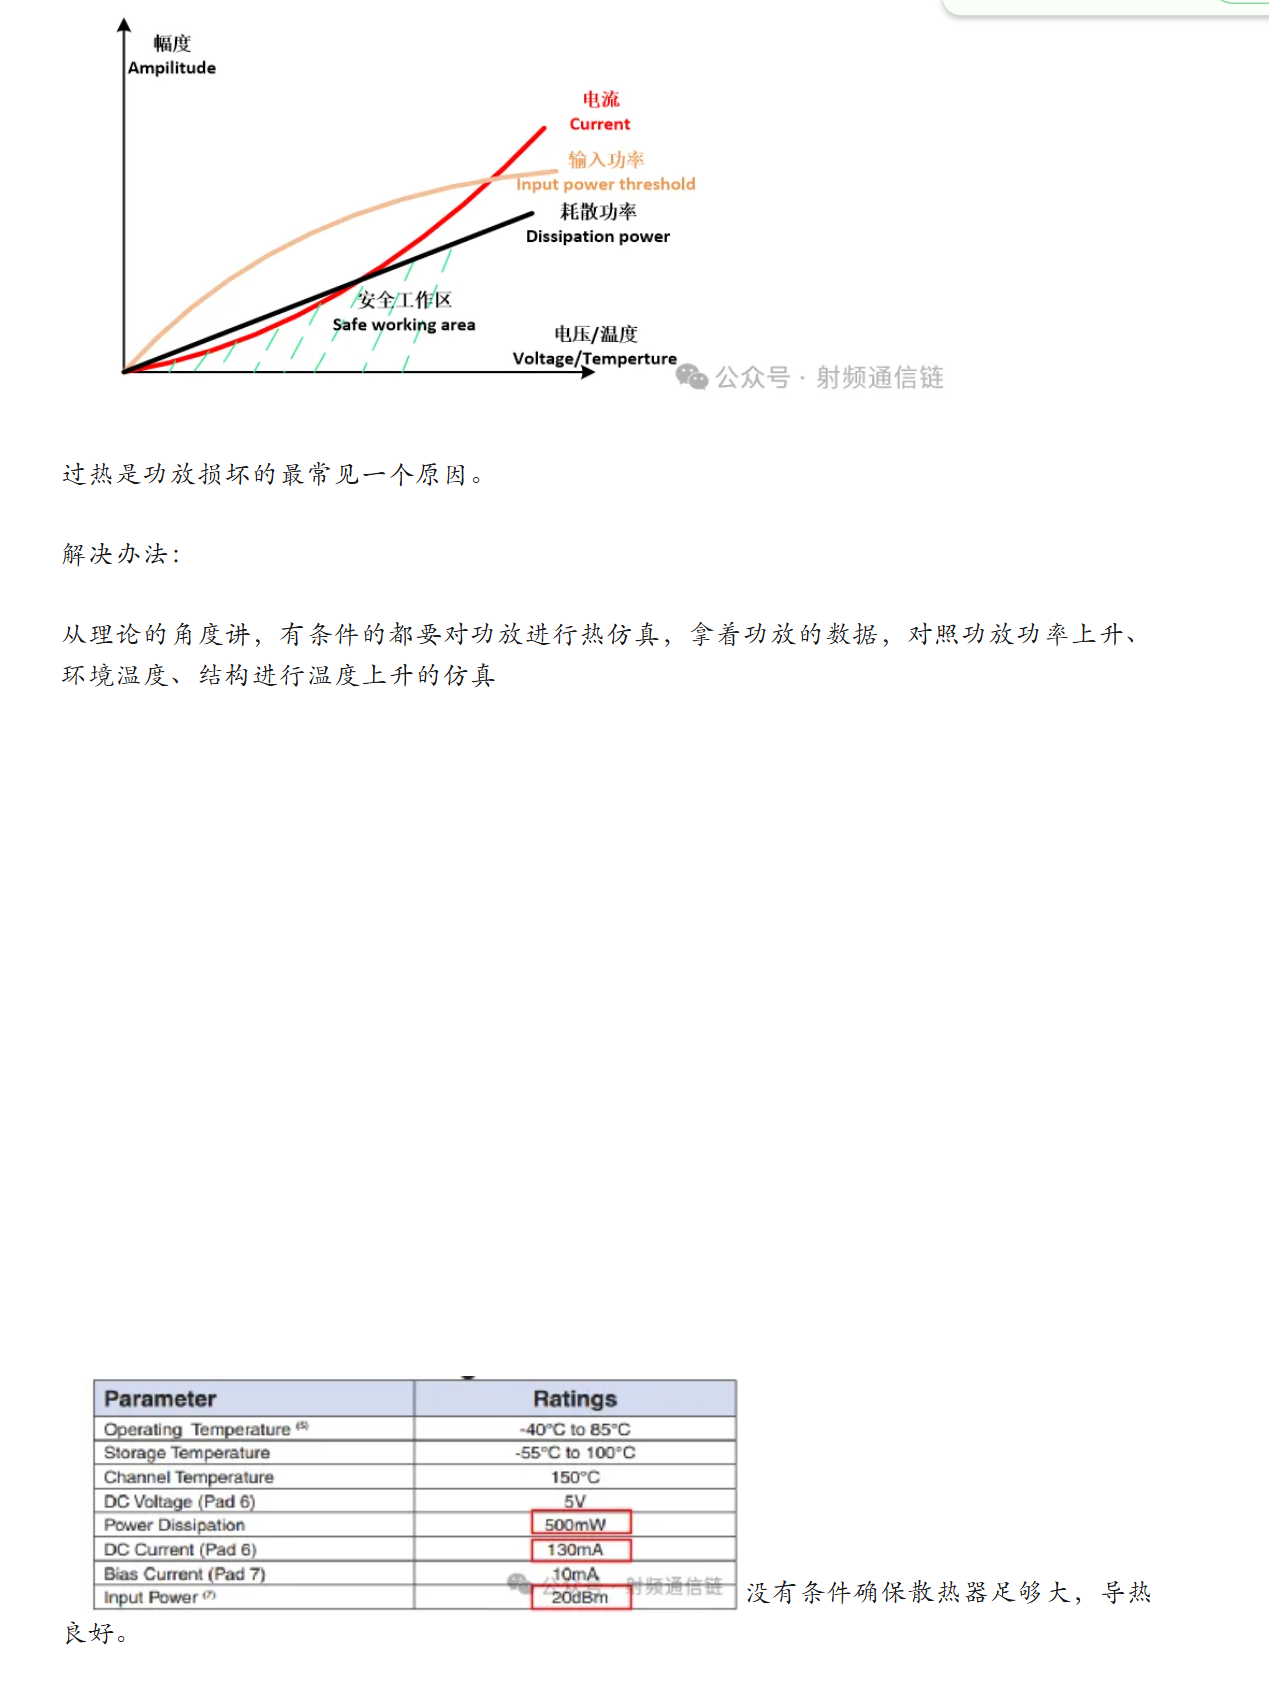 幅度
Ampilitude
电流
Current
输入功率
Input power threshold
耗散功率
Dissipation power
安全工作区
Safe working area
电压/温度
Voltage/Temperture
公众号·射频通信链
过热是功放损坏的最常见一个原因。
解决办法：
从理论的角度讲，有条件的都要对功放进行热仿真，拿着功放的数据，对照功放功率上升、
环境温度、结构进行温度上升的仿真
Parameter Ratings
Operating Temperature (5) -40°C to 85°C
Storage Temperature -55°C to 100°C
Channel Temperature 150°C
DC Voltage (Pad 6) 5V
Power Dissipation 500mW
DC Current (Pad 6) 130mA
Bias Current (Pad 7) 10mA
公众号·射频通信链
Input Power (7) 20dBm
没有条件确保散热器足够大，导热
良好。